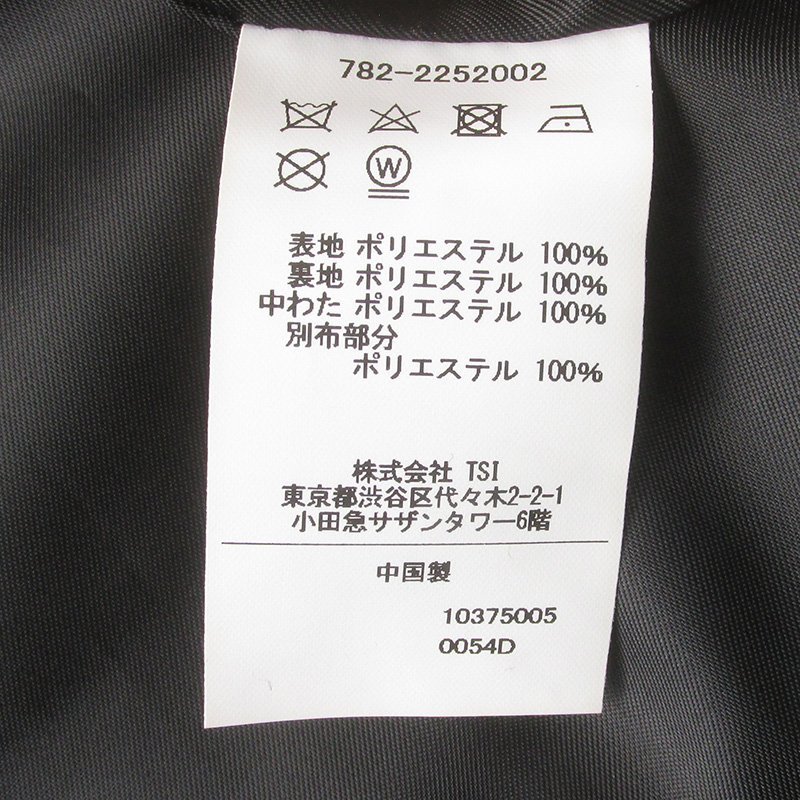 782-2252002
W
表地 ポリエステル 100%
裏地 ポリエステル 100%
中わた ポリエステル 100%
別布部分
ポリエステル 100%
株式会社 TSI
東京都渋谷区代々木2-2-1
小田急サザンタワー6階
中国製
10375005
0054D